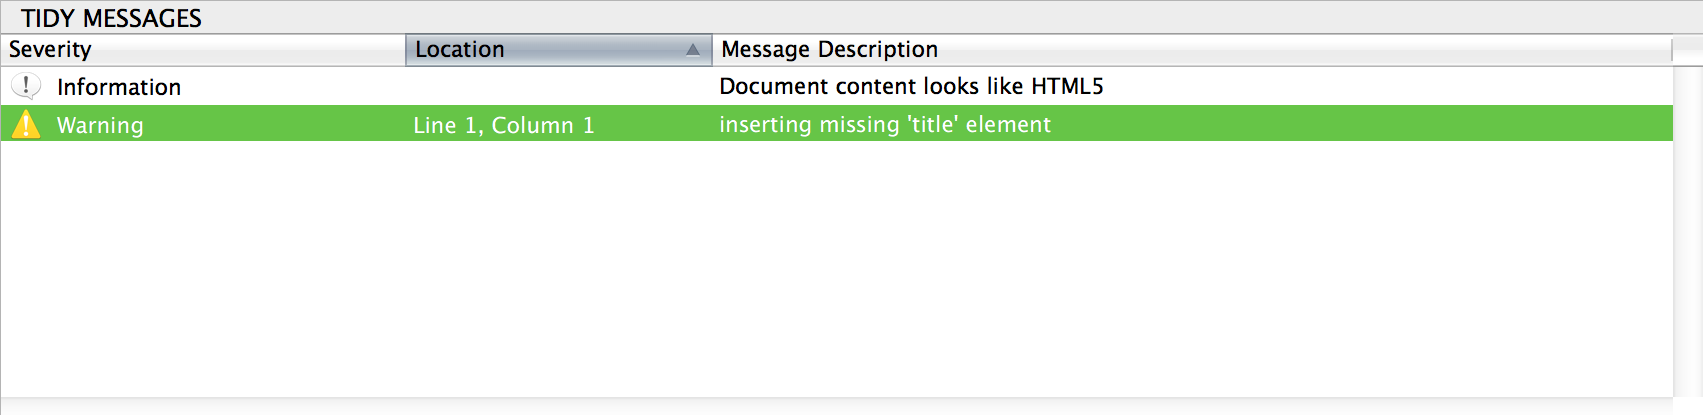 TIDY MESSAGES
Severity Location Message Description
Information Document content looks like HTML5
Warning Line 1, Column 1 inserting missing 'title' element